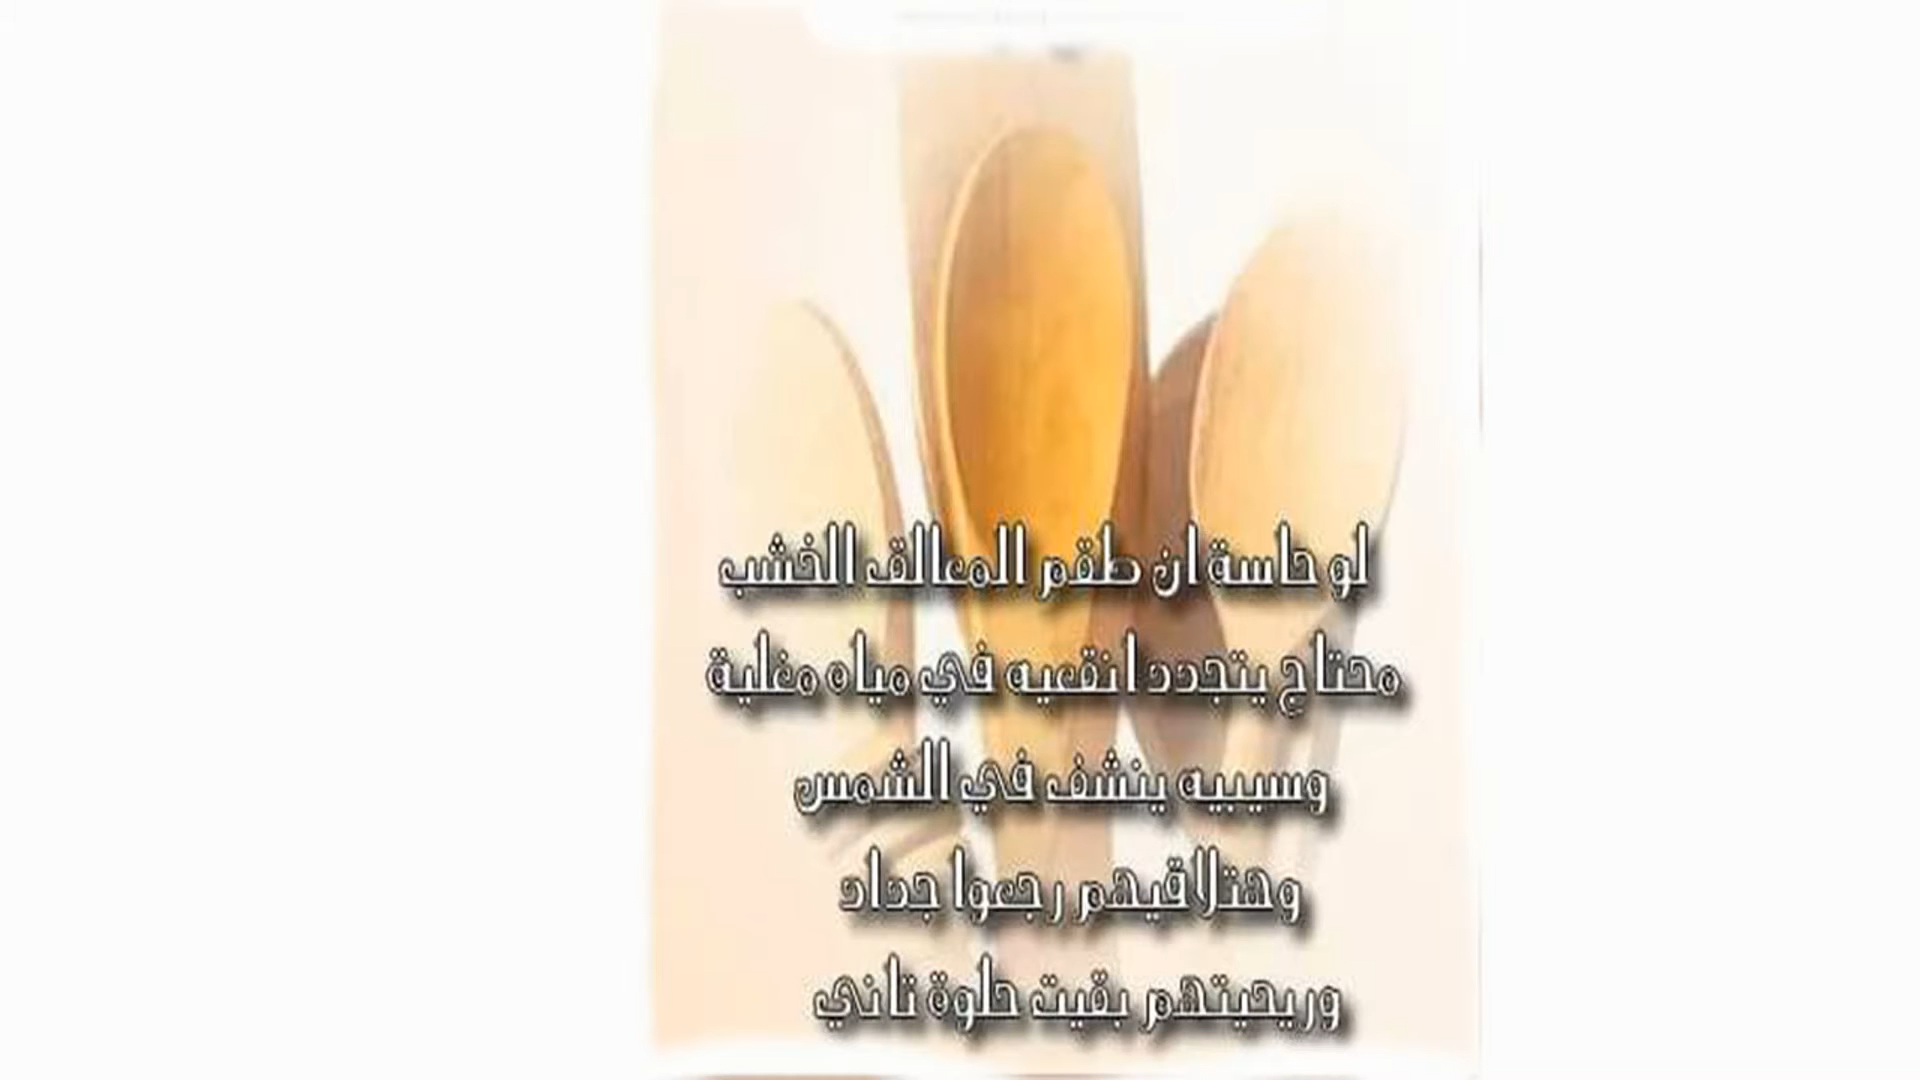 لو حاسة ان طقم المعالق الخشب
محتاج يتجدد انقعيه في مياه مغلية
وسيبيه ينشف في الشمس
وهتلاقيهم رجعوا جداد
وريحيتهم بقيت حلوة تاني